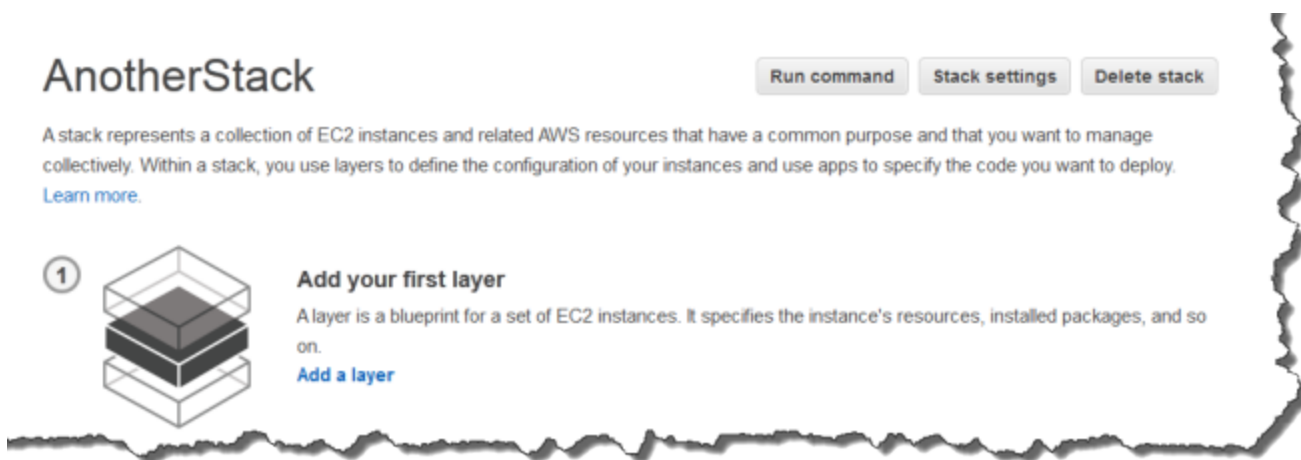 AnotherStack
Run command
Stack settings
Delete stack
A stack represents a collection of EC2 instances and related AWS resources that have a common purpose and that you want to manage
collectively. Within a stack, you use layers to define the configuration of your instances and use apps to specify the code you want to deploy.
Learn more.
1
Add your first layer
A layer is a blueprint for a set of EC2 instances. It specifies the instance's resources, installed packages, and so
on.
Add a layer